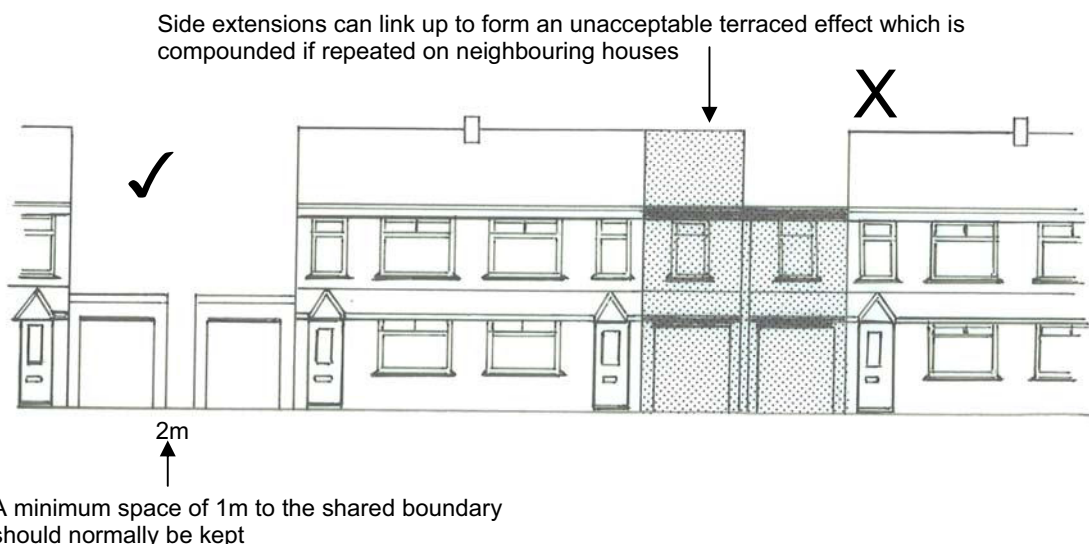 Side extensions can link up to form an unacceptable terraced effect which is
compounded if repeated on neighbouring houses
X
2m
A minimum space of 1m to the shared boundary
should normally be kept